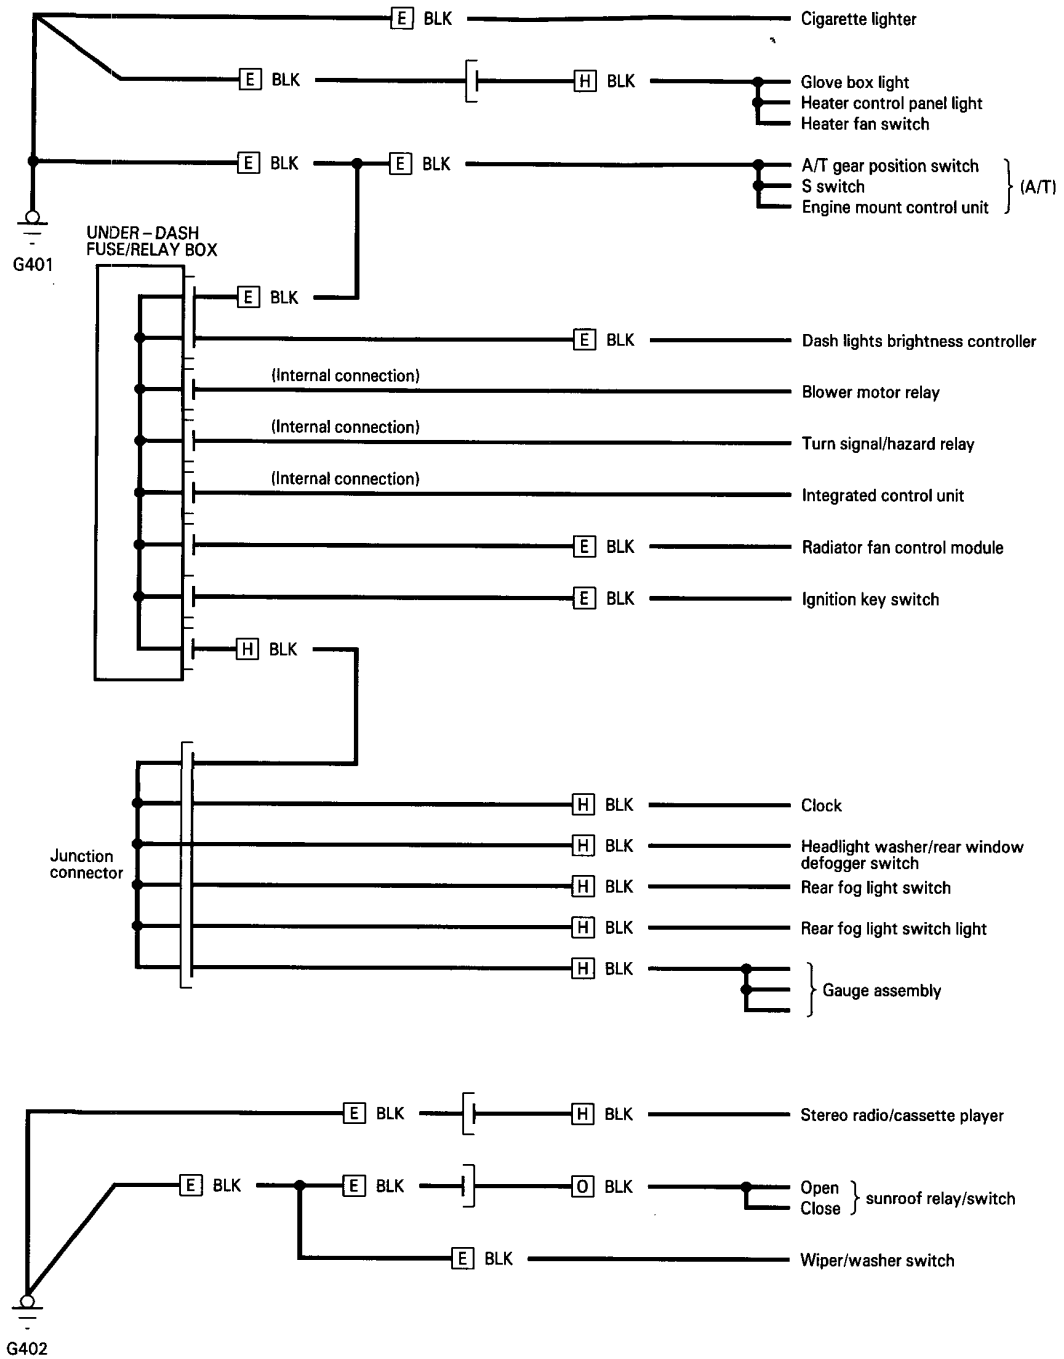 E BLK Cigarette lighter
E BLK H BLK Glove box light
Heater control panel light
Heater fan switch
E BLK E BLK A/T gear position switch
S switch (A/T)
Engine mount control unit
G401
UNDER – DASH
FUSE/RELAY BOX
E BLK
E BLK Dash lights brightness controller
(Internal connection) Blower motor relay
(Internal connection) Turn signal/hazard relay
(Internal connection) Integrated control unit
E BLK Radiator fan control module
E BLK Ignition key switch
H BLK
Junction
connector
H BLK Clock
H BLK Headlight washer/rear window
defogger switch
H BLK Rear fog light switch
H BLK Rear fog light switch light
H BLK Gauge assembly
E BLK H BLK Stereo radio/cassette player
E BLK E BLK O BLK Open
Close sunroof relay/switch
E BLK Wiper/washer switch
G402